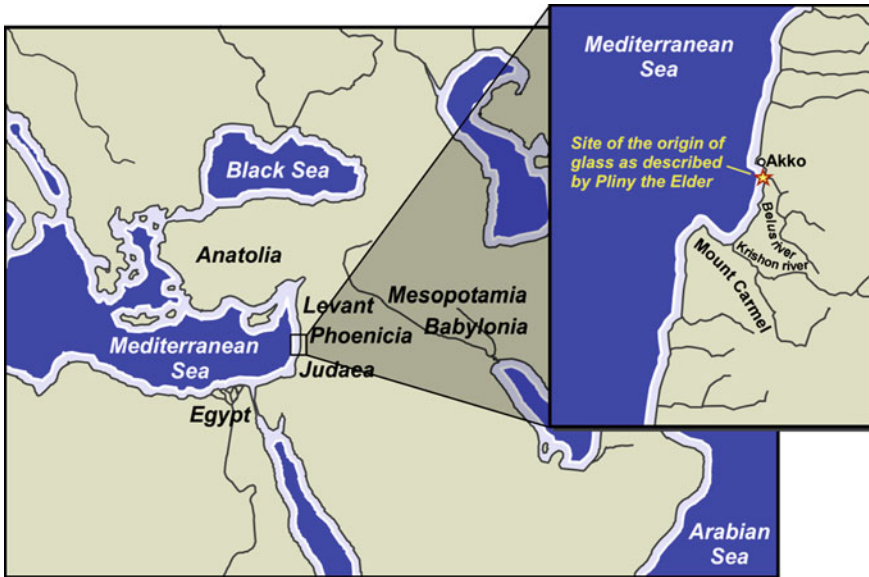 Black Sea
Anatolia
Levant
Mesopotamia
Phoenicia
Babylonia
Mediterranean
Sea
Judaea
Egypt
Arabian
Sea
Mediterranean
Sea
Site of the origin of
glass as described
by Pliny the Elder
Akko
Belus river
Krishon river
Mount Carmel